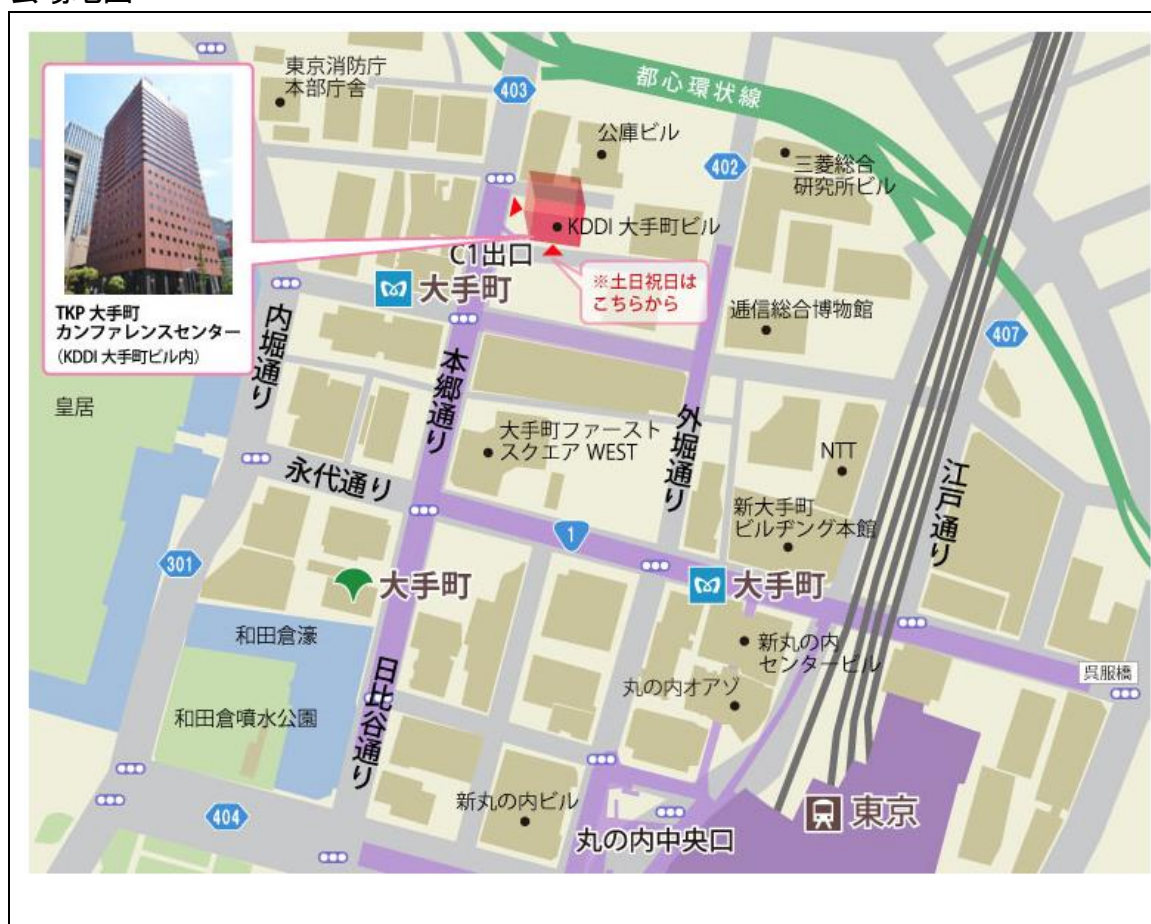 会場地図
東京消防庁
本部庁舎
403
都心環状線
公庫ビル
402
三菱総合
研究所ビル
KDDI 大手町ビル
C1出口
大手町
※土日祝日は
こちらから
TKP 大手町
カンファレンスセンター
(KDDI 大手町ビル内)
内堀通り
逓信総合博物館
407
本郷通り
皇居
外堀通り
大手町ファースト
スクエア WEST
NTT
江戸通り
永代通り
新大手町
ビルヂング本館
1
301
大手町
大手町
和田倉濠
新丸の内
センタービル
呉服橋
丸の内オアゾ
日比谷通り
和田倉噴水公園
新丸の内ビル
404
東京
丸の内中央口